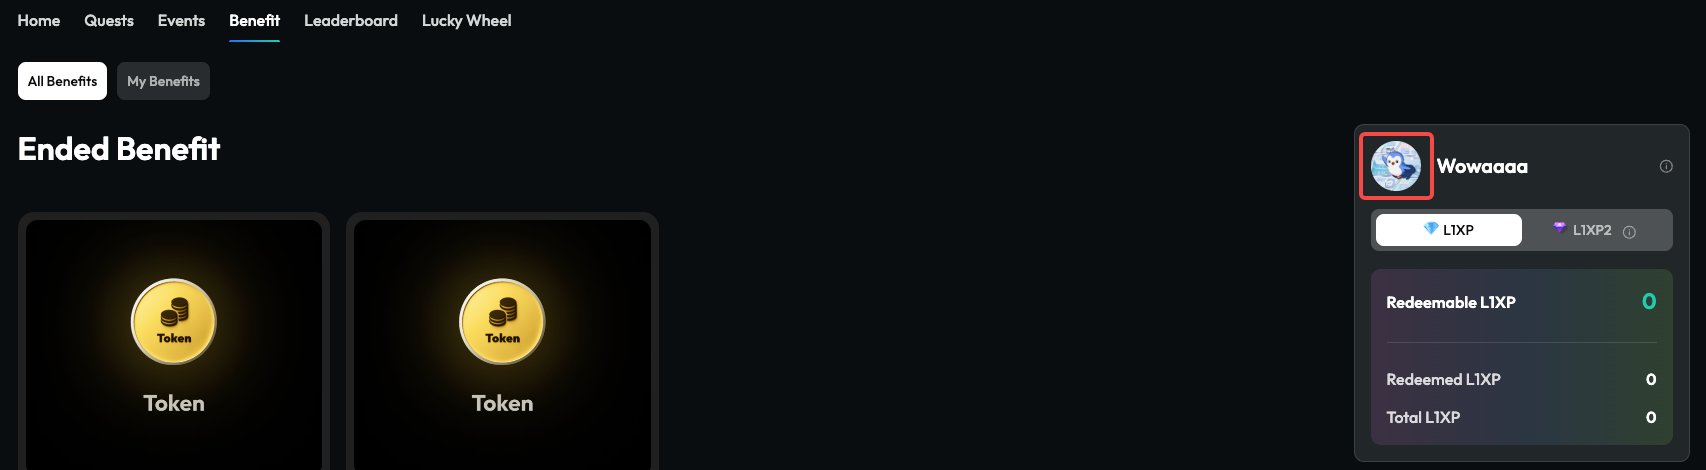 Home Quests Events Benefit Leaderboard Lucky Wheel
All Benefits My Benefits
Ended Benefit
Token
Token
Token
Token
Wowaaaa
L1XP L1XP2
Redeemable L1XP 0
Redeemed L1XP 0
Total L1XP 0